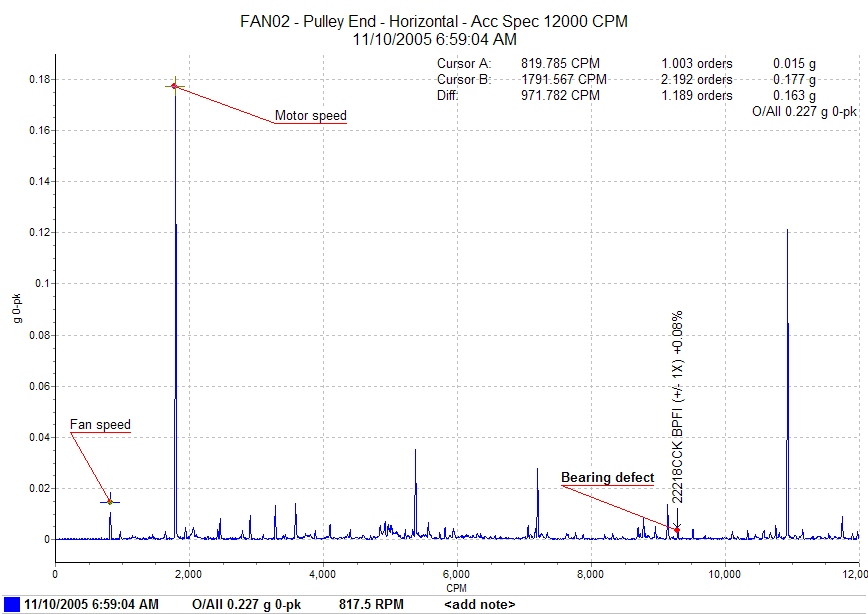 FAN02 - Pulley End - Horizontal - Acc Spec 12000 CPM
11/10/2005 6:59:04 AM
Cursor A: 819.785 CPM 1.003 orders 0.015 g
Cursor B: 1791.567 CPM 2.192 orders 0.177 g
Diff: 971.782 CPM 1.189 orders 0.163 g
O/All 0.227 g 0-pk
0.18
Motor speed
0.16
0.14
0.12
0.1
g 0-pk
0.08
0.06
0.04
0.02
0
Fan speed
Bearing defect
22218CCK BPFI (+/- 1X) +0.08%
0 2,000 4,000 6,000 8,000 10,000 12,0
CPM
11/10/2005 6:59:04 AM O/All 0.227 g 0-pk 817.5 RPM <add note>